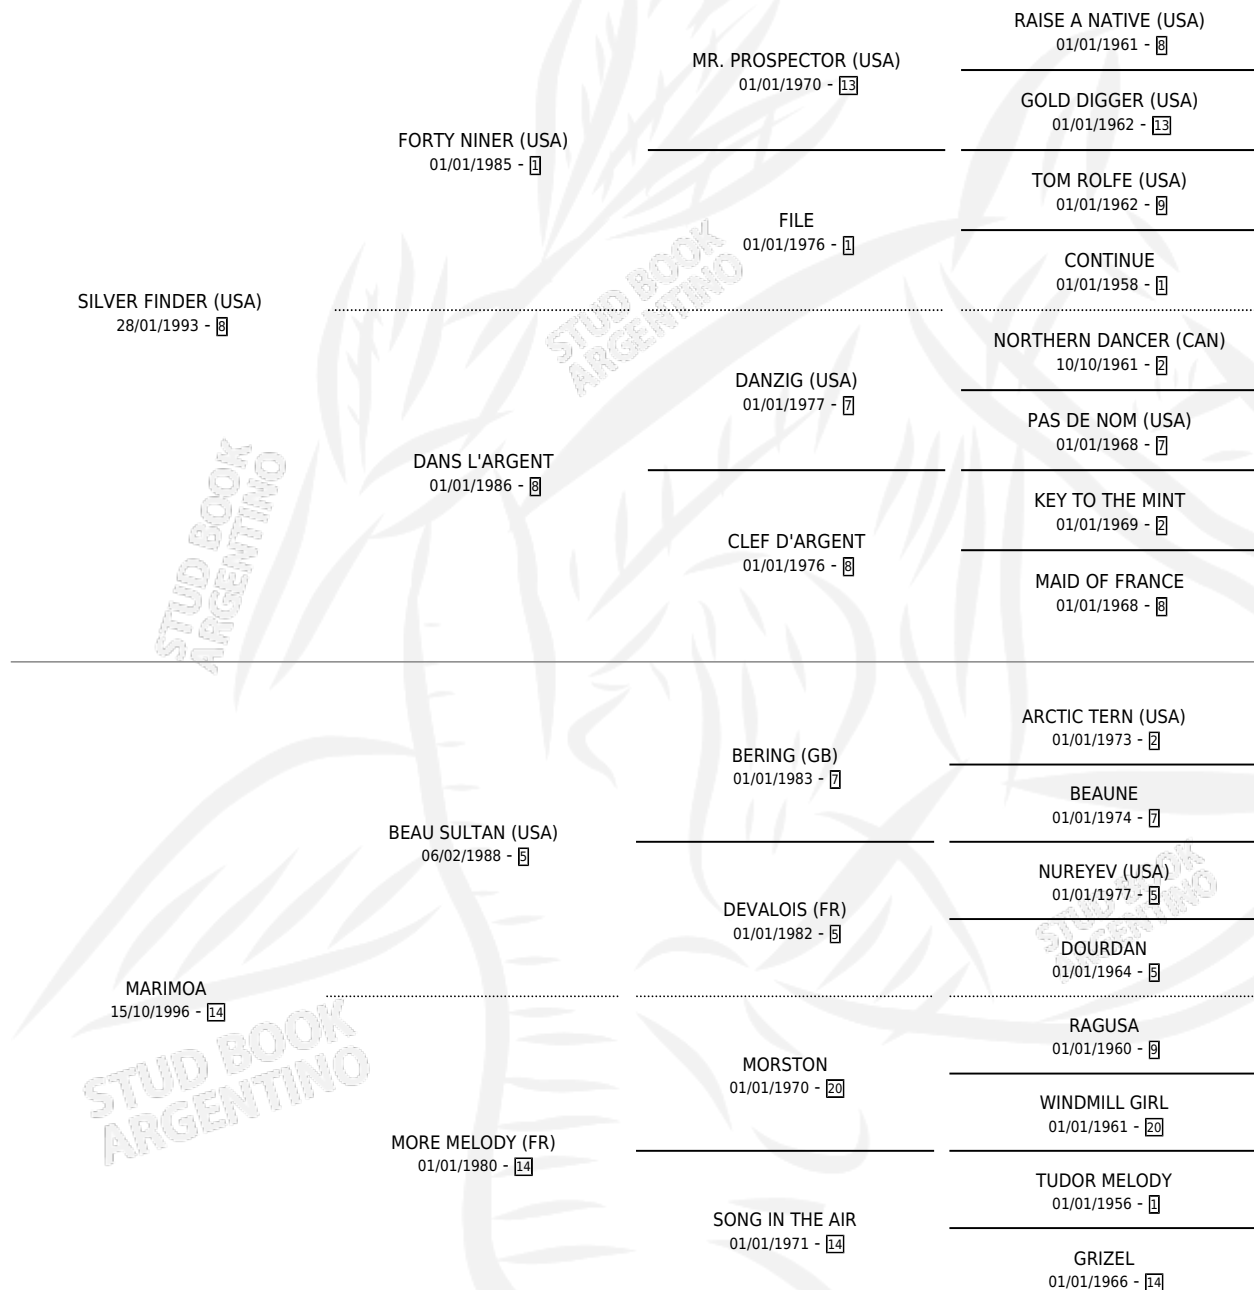 RAISE A NATIVE (USA)
01/01/1961 - 8
MR. PROSPECTOR (USA)
01/01/1970 - 13
GOLD DIGGER (USA)
01/01/1962 - 13
FORTY NINER (USA)
01/01/1985 - 1
TOM ROLFE (USA)
01/01/1962 - 9
FILE
01/01/1976 - 1
CONTINUE
01/01/1958 - 1
SILVER FINDER (USA)
28/01/1993 - 8
NORTHERN DANCER (CAN)
10/10/1961 - 2
DANZIG (USA)
01/01/1977 - 7
PAS DE NOM (USA)
01/01/1968 - 7
DANS L'ARGENT
01/01/1986 - 8
KEY TO THE MINT
01/01/1969 - 2
CLEF D'ARGENT
01/01/1976 - 8
MAID OF FRANCE
01/01/1968 - 8
STUD BOOK
ARGENTINO
STUD BOOK
ARGENTINO
ARCTIC TERN (USA)
01/01/1973 - 2
BERING (GB)
01/01/1983 - 7
BEAUNE
01/01/1974 - 7
BEAU SULTAN (USA)
06/02/1988 - 5
NUREYEV (USA)
01/01/1977 - 5
DEVALOIS (FR)
01/01/1982 - 5
DOURDAN
01/01/1964 - 5
STUD BOOK
ARGENTINO
MARIMOA
15/10/1996 - 14
RAGUSA
01/01/1960 - 9
MORSTON
01/01/1970 - 20
WINDMILL GIRL
01/01/1961 - 20
STUD BOOK
ARGENTINO
MORE MELODY (FR)
01/01/1980 - 14
TUDOR MELODY
01/01/1956 - 1
SONG IN THE AIR
01/01/1971 - 14
GRIZEL
01/01/1966 - 14